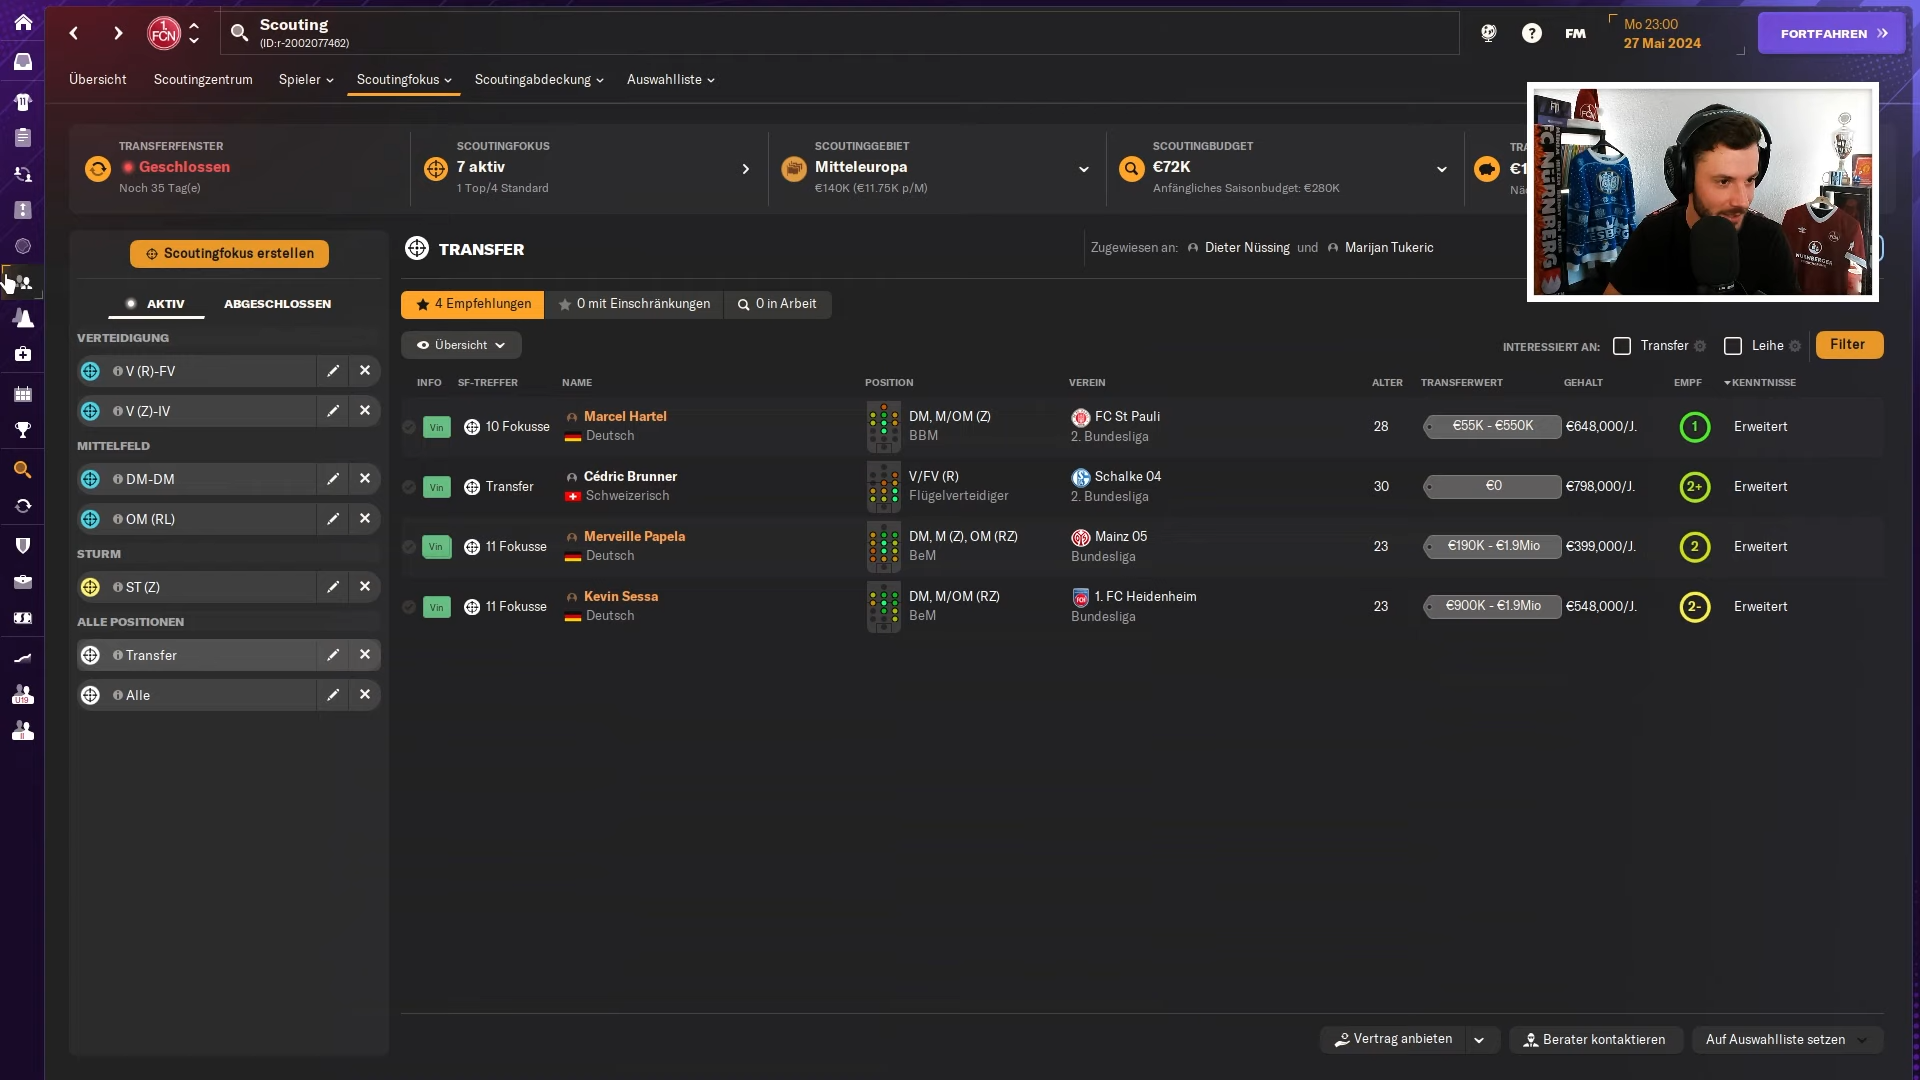 Scouting
(ID:r-2002077462)
FM
Mo 23:00
27 Mai 2024
FORTFAHREN
Übersicht
Scoutingzentrum
Spieler
Scoutingfokus
Scoutingabdeckung
Auswahlliste
TRANSFERFENSTER
Geschlossen
Noch 35 Tag(e)
SCOUTINGFOKUS
7 aktiv
1 Top/4 Standard
SCOUTINGGEBIET
Mitteleuropa
€140K (€11.75K p/M)
SCOUTINGBUDGET
€72K
Anfängliches Saisonbudget: €280K
FC NÜRNBERG
Scoutingfokus erstellen
AKTIV
ABGESCHLOSSEN
VERTEIDIGUNG
V (R)-FV
V (Z)-IV
MITTELFELD
DM-DM
OM (RL)
STURM
ST (Z)
ALLE POSITIONEN
Transfer
Alle
TRANSFER
Zugewiesen an: Dieter Nüssing und Marijan Tukeric
4 Empfehlungen
0 mit Einschränkungen
0 in Arbeit
Übersicht
INTERESSIERT AN: Transfer Leihe
Filter
INFO SF-TREFFER NAME POSITION VEREIN ALTER TRANSFERWERT GEHALT EMPF KENNTNISSE
Vin 10 Fokusse Marcel Hartel DM, M/OM (Z) FC St Pauli 28 €55K - €550K €648,000/J. 1 Erweitert
Deutsch BBM 2. Bundesliga
Vin Transfer Cédric Brunner V/FV (R) Schalke 04 30 €0 €798,000/J. 2+ Erweitert
Schweizerisch Flügelverteidiger 2. Bundesliga
Vin 11 Fokusse Merveille Papela DM, M (Z), OM (RZ) Mainz 05 23 €190K - €1.9Mio €399,000/J. 2 Erweitert
Deutsch BeM Bundesliga
Vin 11 Fokusse Kevin Sessa DM, M/OM (RZ) 1. FC Heidenheim 23 €900K - €1.9Mio €548,000/J. 2- Erweitert
Deutsch BeM Bundesliga
Vertrag anbieten
Berater kontaktieren
Auf Auswahlliste setzen